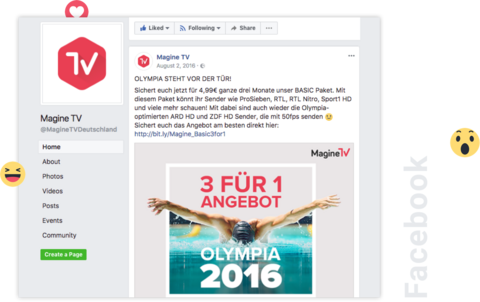 Liked
Following
Share
Magine TV
August 2, 2016
OLYMPIA STEHT VOR DER TÜR!
Sichert euch jetzt für 4,99€ ganze drei Monate unser BASIC Paket. Mit
diesem Paket könnt ihr Sender wie ProSieben, RTL, RTL Nitro, Sport1 HD
und viele mehr schauen! Mit dabei sind auch wieder die Olympia-
optimierten ARD HD und ZDF HD Sender, die mit 50fps senden
Sichert euch das Angebot am besten direkt hier:
http://bit.ly/Magine_Basic3for1
Magine TV
@MagineTVDeutschland
Home
About
Photos
Videos
Posts
Events
Community
Create a Page
MagineTV
3 FÜR 1
ANGEBOT
OLYMPIA
2016
Facebook